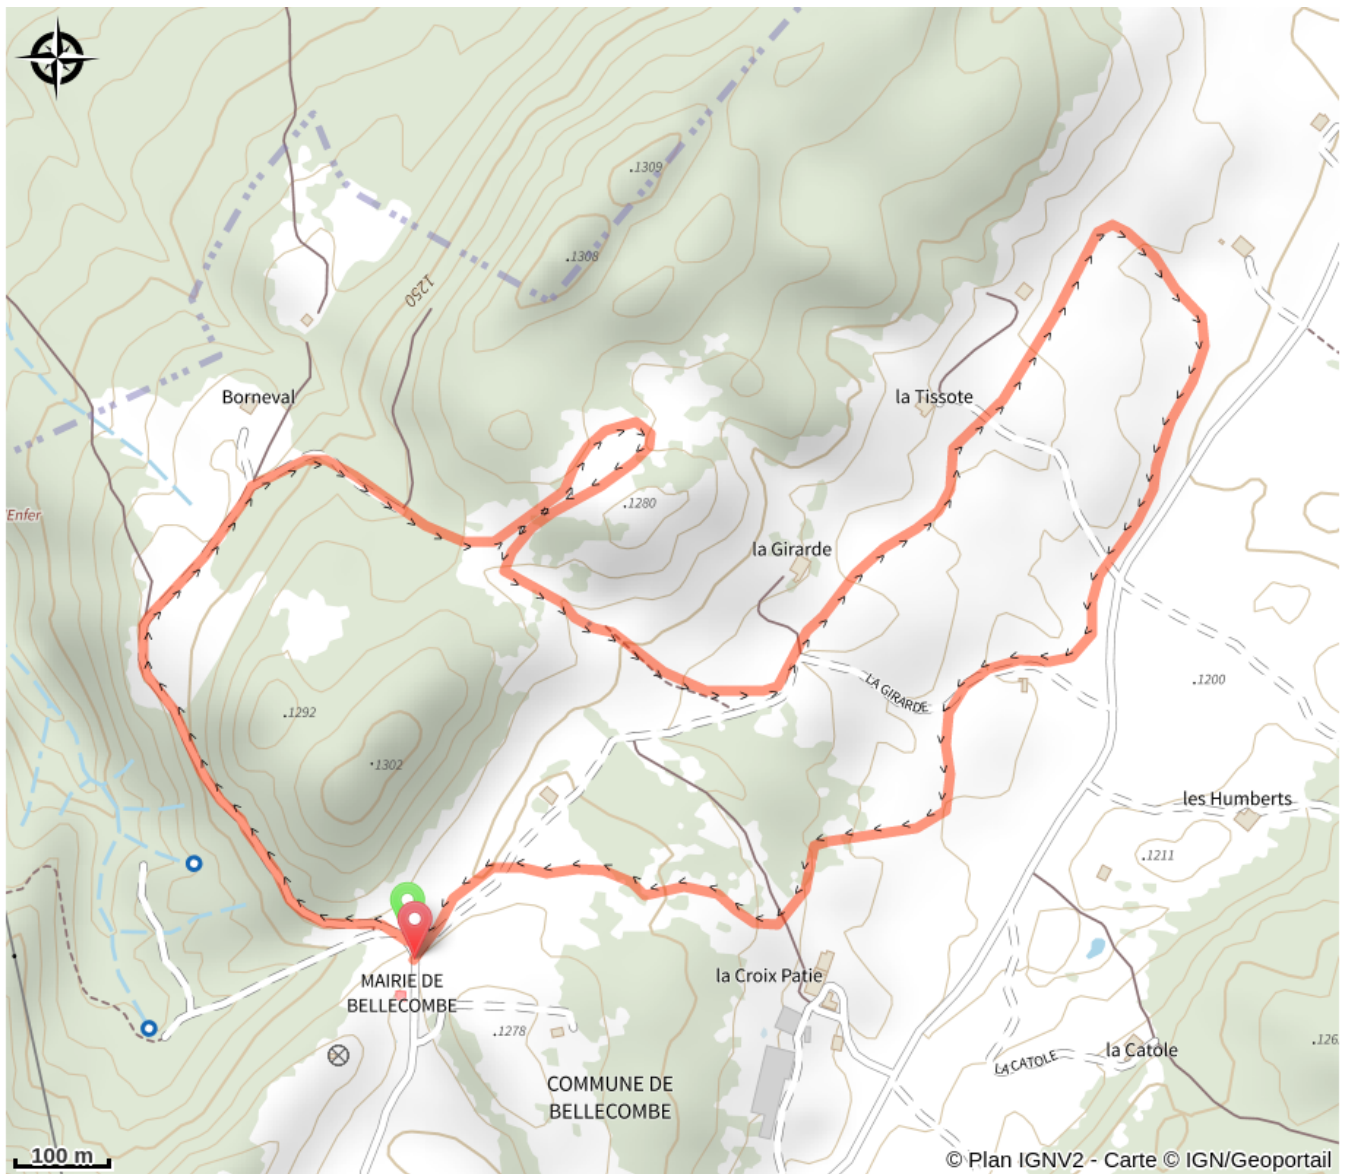 .1309
.1308
1250
Borneval
la Tissote
.1280
'Enfer
la Girarde
.1200
LA GIRARDE
.1292
.1302
les Humberts
.1211
la Croix Patie
MAIRIE DE
BELLECOMBE
.1278
la Catole
LA CATOLE
.126
COMMUNE DE
BELLECOMBE
100 m
© Plan IGNV2 - Carte © IGN/Geoportail